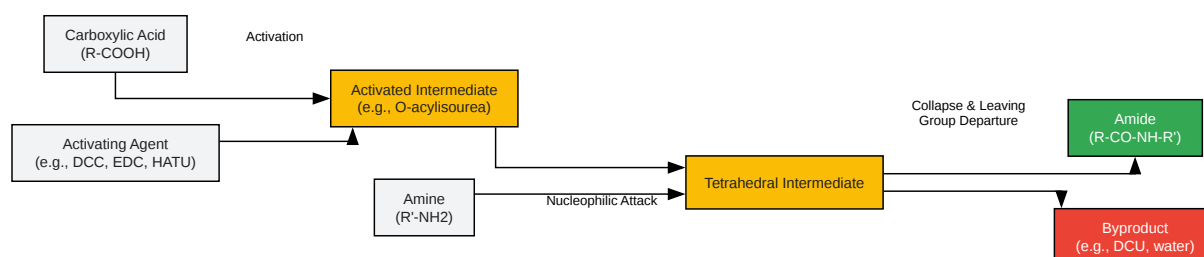 Carboxylic Acid
(R-COOH)
Activation
Activating Agent
(e.g., DCC, EDC, HATU)
Activated Intermediate
(e.g., O-acylisourea)
Amine
(R'-NH2)
Nucleophilic Attack
Tetrahedral Intermediate
Collapse & Leaving
Group Departure
Amide
(R-CO-NH-R')
Byproduct
(e.g., DCU, water)